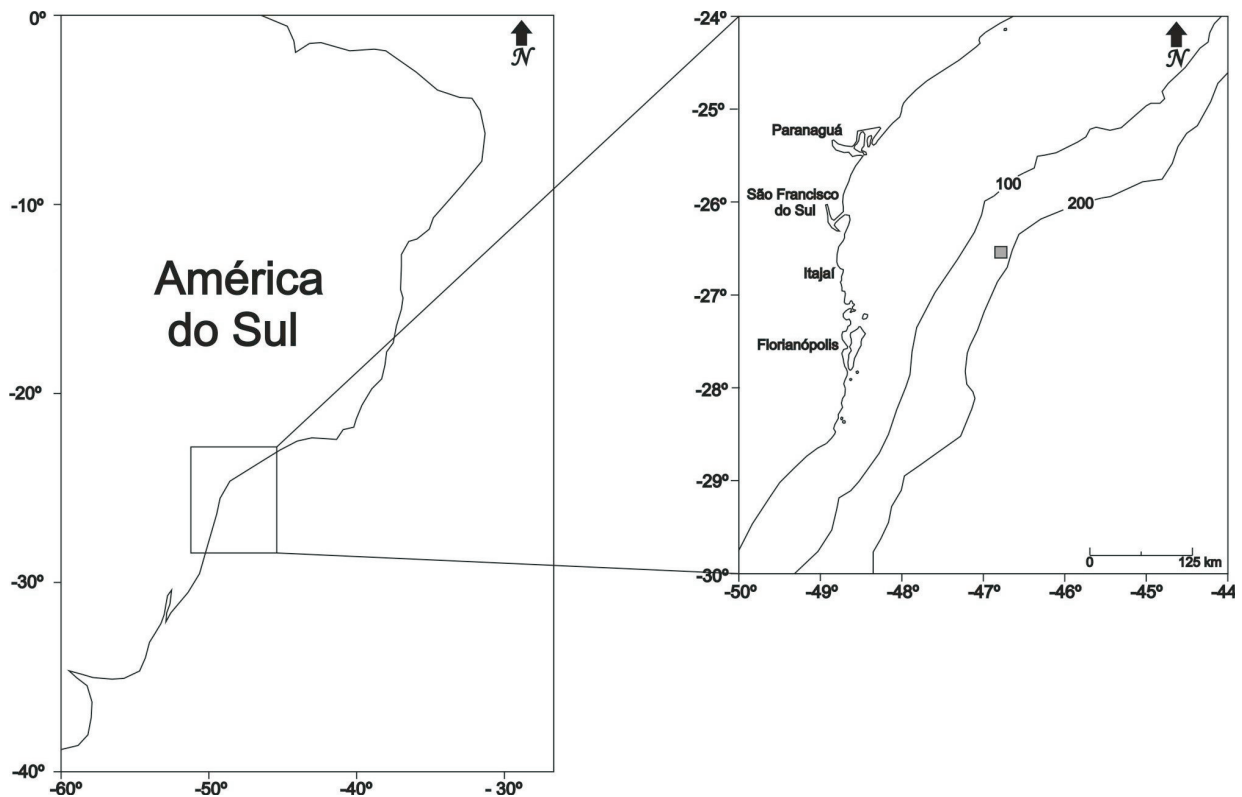 0º
N
-10º
América
do Sul
-20º
-30º
-40º
-60º
-50º
-40º
- 30º
-24º
N
-25º
Paranaguá
100
São Francisco
do Sul
-26º
200
Itajaí
-27º
Florianópolis
-28º
-29º
0
125 km
-30º
-50º
-49º
-48º
-47º
-46º
-45º
-44